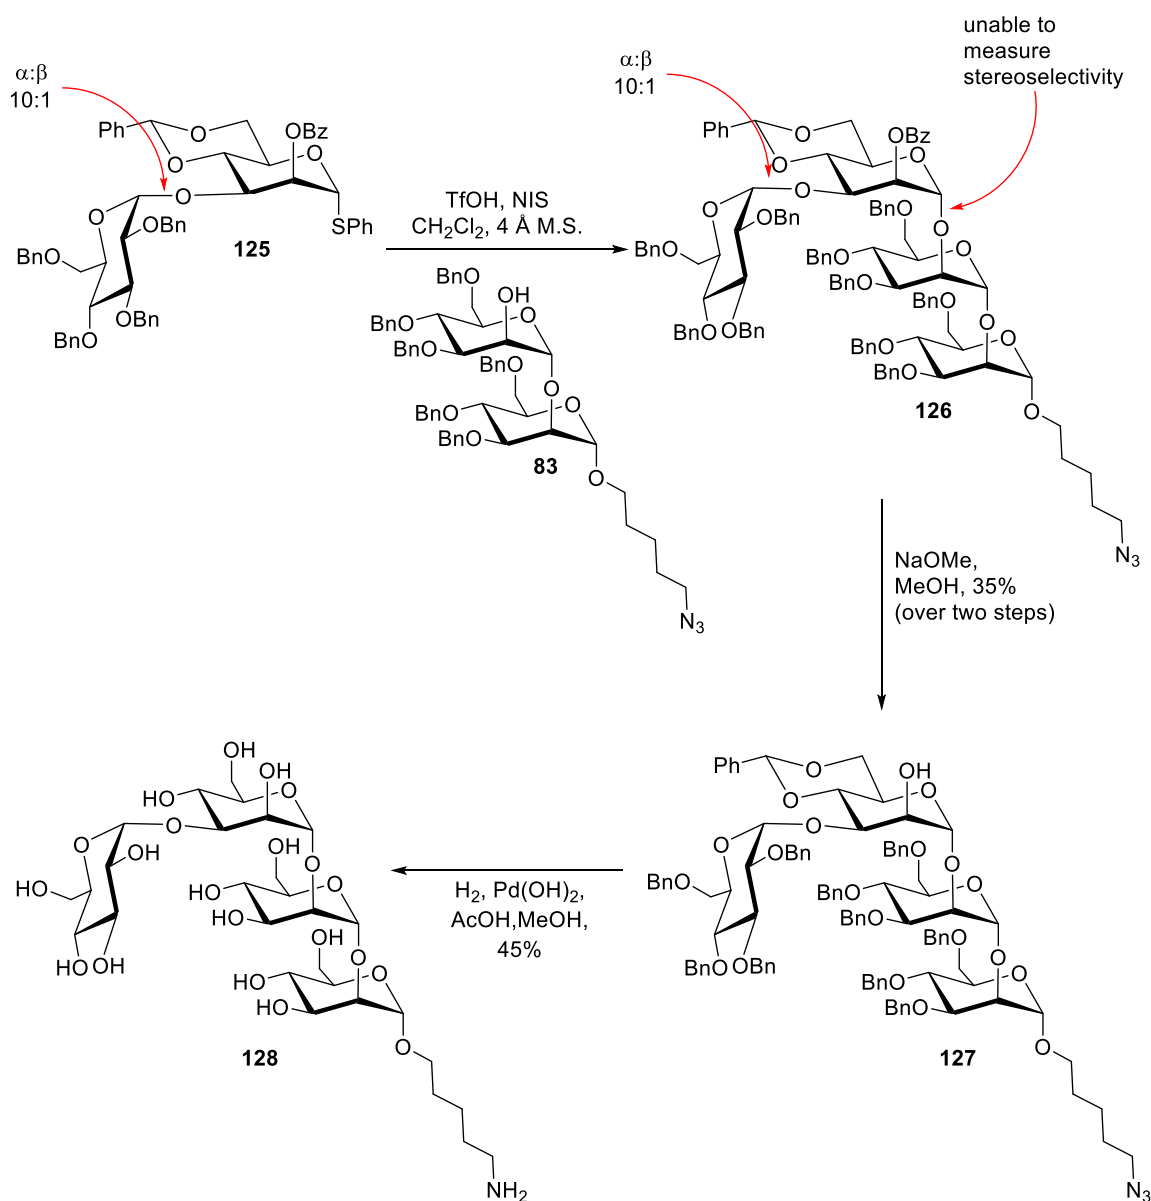 α:β
10:1
Ph
O
O
OBz
O
O
SPh
O
OBn
BnO
OBn
BnO
125
TfOH, NIS
CH2Cl2, 4 Å M.S.
BnO
OH
BnO
O
BnO
BnO
O
BnO
O
BnO
83
O
N3
α:β
10:1
unable to
measure
stereoselectivity
Ph
O
O
OBz
O
O
O
OBn
BnO
BnO
OBn
BnO
O
BnO
O
BnO
BnO
O
BnO
O
BnO
126
O
N3
NaOMe,
MeOH, 35%
(over two steps)
Ph
O
O
OH
O
O
O
OBn
BnO
BnO
OBn
BnO
O
BnO
O
BnO
BnO
O
BnO
O
BnO
127
O
N3
H2, Pd(OH)2,
AcOH,MeOH,
45%
OH
OH
HO
O
O
O
OH
HO
HO
OH
OH
O
HO
O
HO
OH
O
HO
O
HO
128
O
NH2